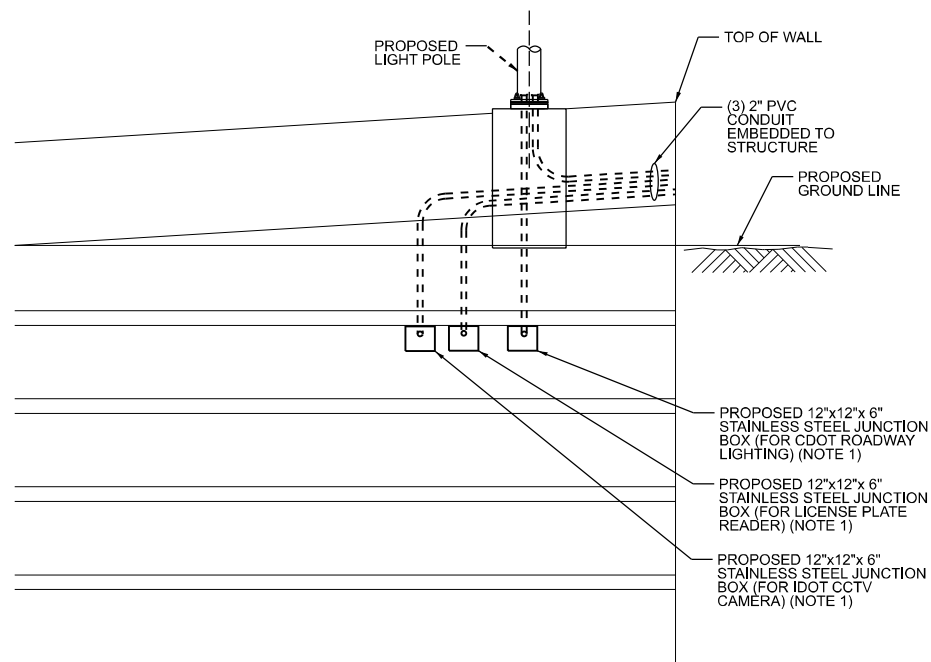 PROPOSED
LIGHT POLE
TOP OF WALL
(3) 2" PVC
CONDUIT
EMBEDDED TO
STRUCTURE
PROPOSED
GROUND LINE
PROPOSED 12"x12"x 6"
STAINLESS STEEL JUNCTION
BOX (FOR CDOT ROADWAY
LIGHTING) (NOTE 1)
PROPOSED 12"x12"x 6"
STAINLESS STEEL JUNCTION
BOX (FOR LICENSE PLATE
READER) (NOTE 1)
PROPOSED 12"x12"x 6"
STAINLESS STEEL JUNCTION
BOX (FOR IDOT CCTV
CAMERA) (NOTE 1)